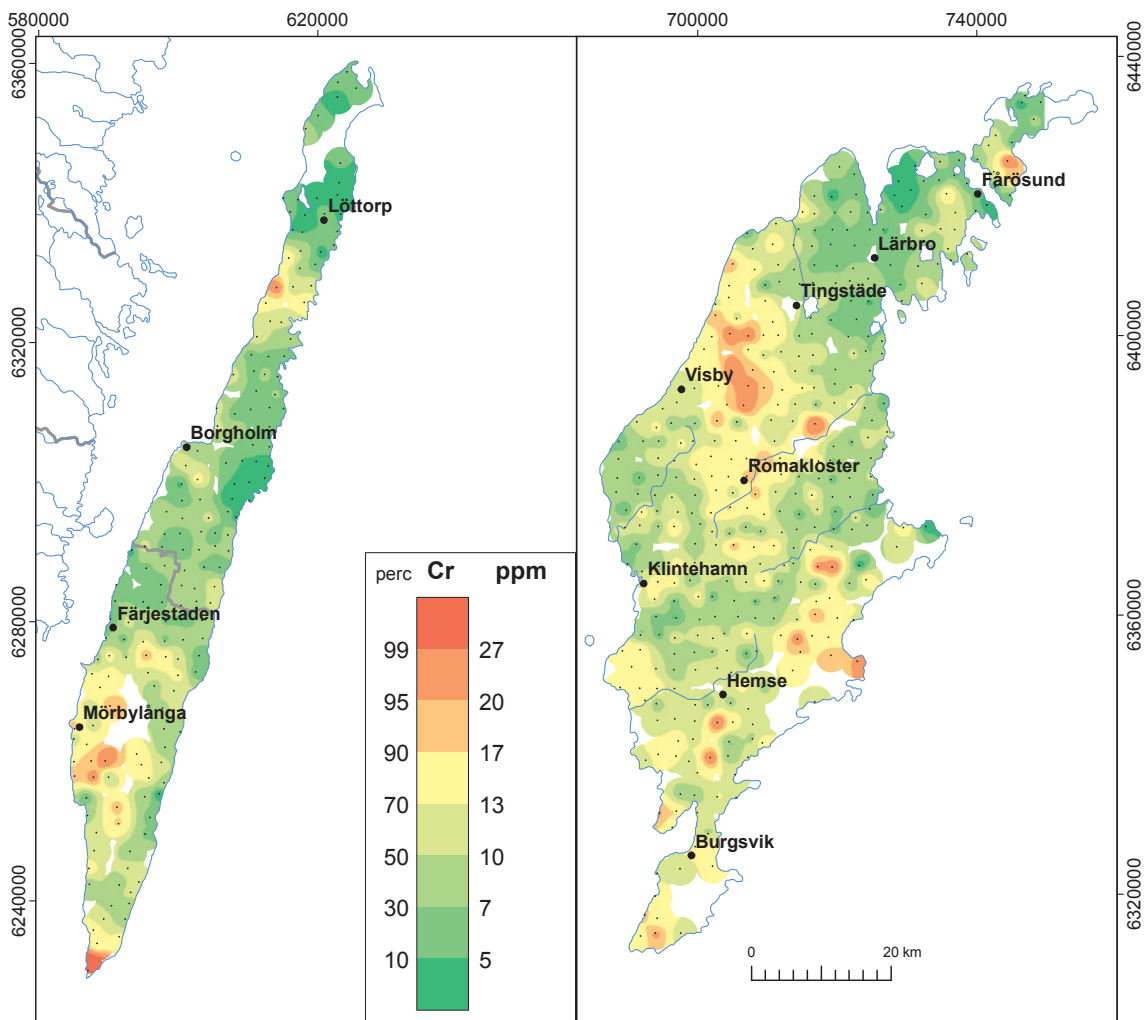 580000
620000
700000
740000
6360000
6320000
6280000
6240000
6440000
6400000
6360000
6320000
Löttorp
Borgholm
Färjestaden
Mörbylånga
Fårösund
Lärbro
Tingstäde
Visby
Romakloster
Klintehamn
Hemse
Burgsvik
perc Cr ppm
99 27
95 20
90 17
70 13
50 10
30 7
10 5
0 20 km